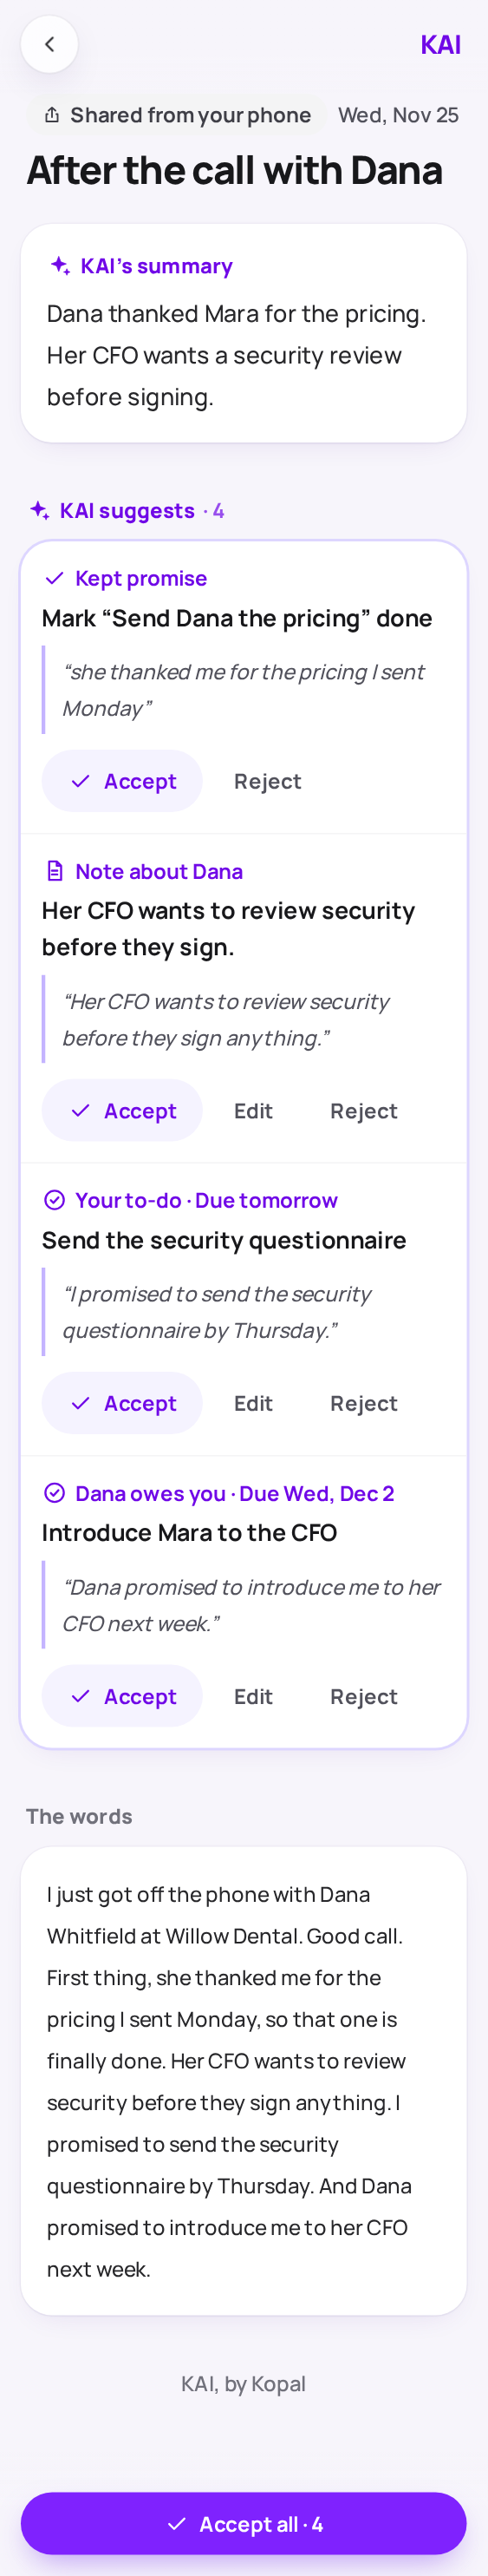 KAI
Shared from your phone
Wed, Nov 25
After the call with Dana
KAI’s summary
Dana thanked Mara for the pricing.
Her CFO wants a security review
before signing.
KAI suggests · 4
Kept promise
Mark “Send Dana the pricing” done
“she thanked me for the pricing I sent
Monday”
Accept
Reject
Note about Dana
Her CFO wants to review security
before they sign.
“Her CFO wants to review security
before they sign anything.”
Accept
Edit
Reject
Your to-do · Due tomorrow
Send the security questionnaire
“I promised to send the security
questionnaire by Thursday.”
Accept
Edit
Reject
Dana owes you · Due Wed, Dec 2
Introduce Mara to the CFO
“Dana promised to introduce me to her
CFO next week.”
Accept
Edit
Reject
The words
I just got off the phone with Dana
Whitfield at Willow Dental. Good call.
First thing, she thanked me for the
pricing I sent Monday, so that one is
finally done. Her CFO wants to review
security before they sign anything. I
promised to send the security
questionnaire by Thursday. And Dana
promised to introduce me to her CFO
next week.
KAI, by Kopal
Accept all · 4